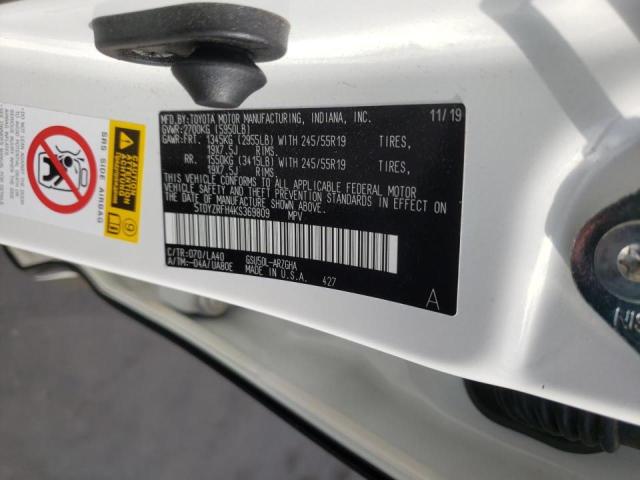 MFD.BY:TOYOTA MOTOR MANUFACTURING, INDIANA, INC. 11/19
GVWR:2700KG (5950LB)
GAWR:FRT. 1345KG (2955LB) WITH 245/55R19 TIRES,
19X7.5J RIMS.
RR. 1550KG (3415LB) WITH 245/55R19 TIRES,
19X7.5J RIMS.
THIS VEHICLE CONFORMS TO ALL APPLICABLE FEDERAL MOTOR
VEHICLE SAFETY, BUMPER, AND THEFT PREVENTION STANDARDS IN
EFFECT ON THE DATE OF MANUFACTURE SHOWN ABOVE.
5TDYZRFH4KS369809 MPV
C/TR:070/LA40 GSU50L-ARZGHA
A/TM:-04A/UA80E MADE IN U.S.A. 427
A
SRS SIDE AIRBAG
9
NIS